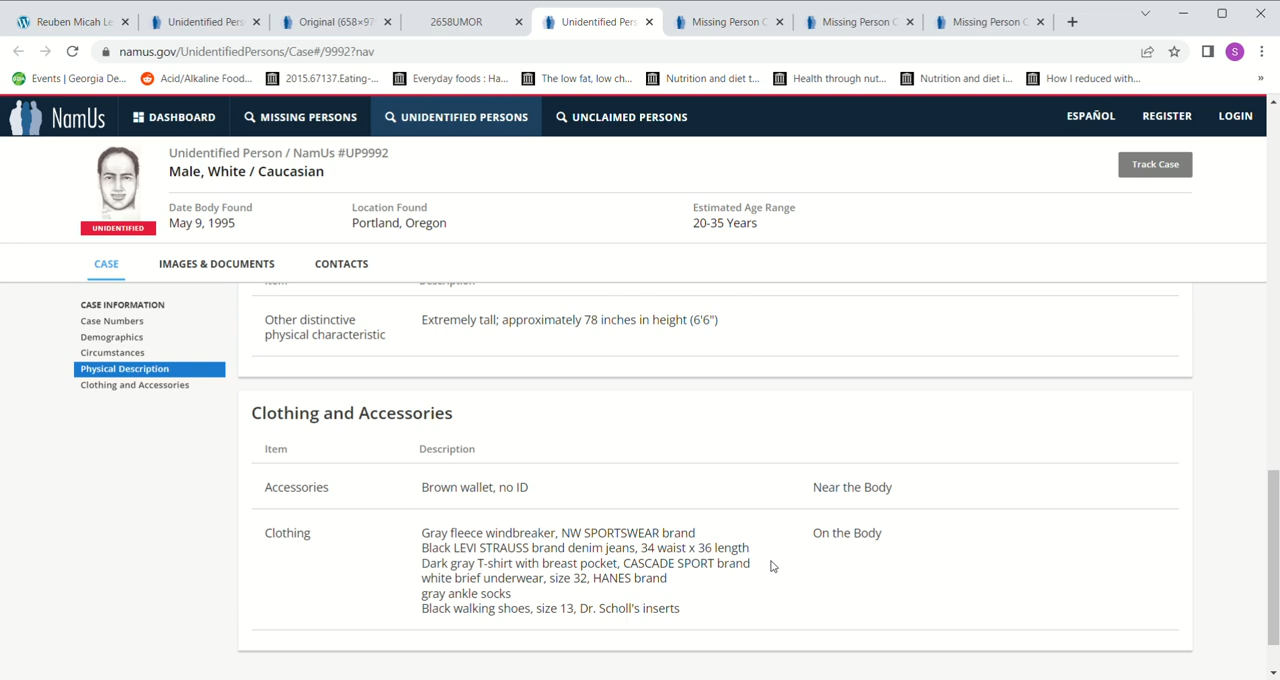 Reuben Micah Le
Unidentified Pers
Original (658×97
2658UMOR
Unidentified Pers
Missing Person C
Missing Person C
Missing Person C
namus.gov/UnidentifiedPersons/Case#/9992?nav
S
Events | Georgia De...
Acid/Alkaline Food...
2015.67137.Eating-...
Everyday foods : Ha...
The low fat, low ch...
Nutrition and diet t...
Health through nut...
Nutrition and diet i...
How I reduced with...
»
NamUs
DASHBOARD
MISSING PERSONS
UNIDENTIFIED PERSONS
UNCLAIMED PERSONS
ESPAÑOL
REGISTER
LOGIN
Unidentified Person / NamUs #UP9992
Male, White / Caucasian
Track Case
UNIDENTIFIED
Date Body Found
May 9, 1995
Location Found
Portland, Oregon
Estimated Age Range
20-35 Years
CASE
IMAGES & DOCUMENTS
CONTACTS
CASE INFORMATION
Case Numbers
Demographics
Circumstances
Physical Description
Clothing and Accessories
Item Description
Other distinctive
physical characteristic
Extremely tall; approximately 78 inches in height (6'6")
Clothing and Accessories
Item Description
Accessories Brown wallet, no ID Near the Body
Clothing
Gray fleece windbreaker, NW SPORTSWEAR brand
Black LEVI STRAUSS brand denim jeans, 34 waist x 36 length
Dark gray T-shirt with breast pocket, CASCADE SPORT brand
white brief underwear, size 32, HANES brand
gray ankle socks
Black walking shoes, size 13, Dr. Scholl's inserts
On the Body